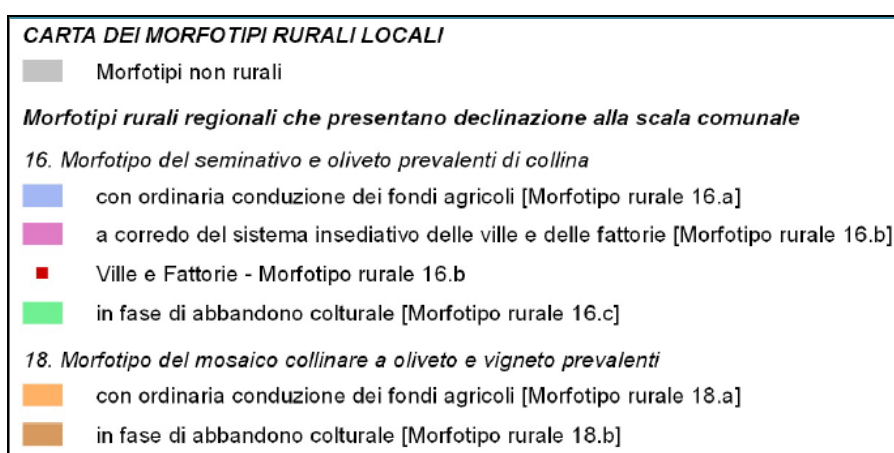 CARTA DEI MORFOTIPI RURALI LOCALI
Morfotipi non rurali
Morfotipi rurali regionali che presentano declinazione alla scala comunale
16. Morfotipo del seminativo e oliveto prevalenti di collina
con ordinaria conduzione dei fondi agricoli [Morfotipo rurale 16.a]
a corredo del sistema insediativo delle ville e delle fattorie [Morfotipo rurale 16.b]
Ville e Fattorie - Morfotipo rurale 16.b
in fase di abbandono colturale [Morfotipo rurale 16.c]
18. Morfotipo del mosaico collinare a oliveto e vigneto prevalenti
con ordinaria conduzione dei fondi agricoli [Morfotipo rurale 18.a]
in fase di abbandono colturale [Morfotipo rurale 18.b]